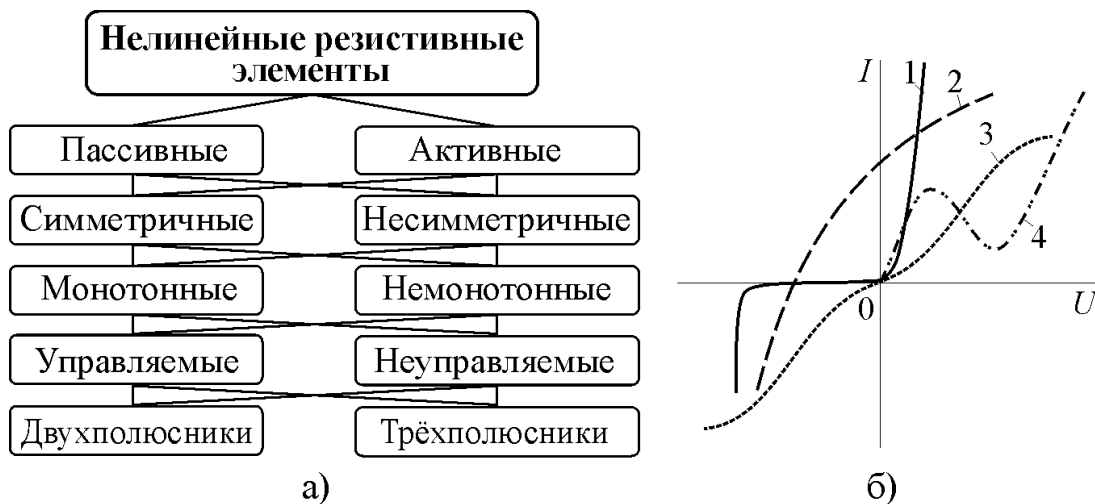 Нелинейные резистивные
элементы
Пассивные
Активные
Симметричные
Несимметричные
Монотонные
Немонотонные
Управляемые
Неуправляемые
Двухполюсники
Трёхполюсники
а)
I
1
2
3
4
0
U
б)